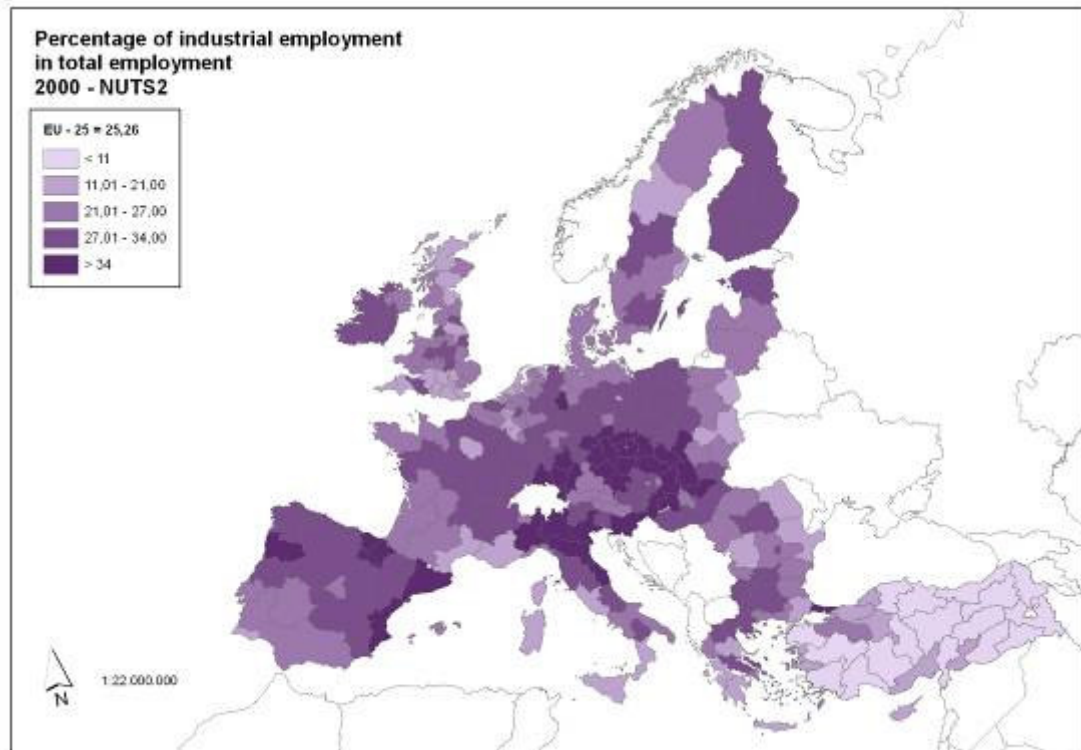 Percentage of industrial employment
in total employment
2000 - NUTS2
EU - 25 = 25,26
< 11
11,01 - 21,00
21,01 - 27,00
27,01 - 34,00
> 34
N
1:22.000.000